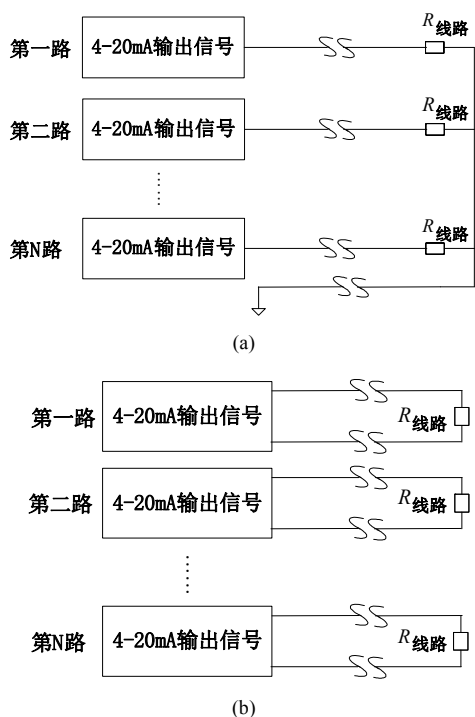 R线路
第一路 4-20mA输出信号
R线路
第二路 4-20mA输出信号
R线路
第N路 4-20mA输出信号
(a)
第一路 4-20mA输出信号 R线路
第二路 4-20mA输出信号 R线路
第N路 4-20mA输出信号 R线路
(b)